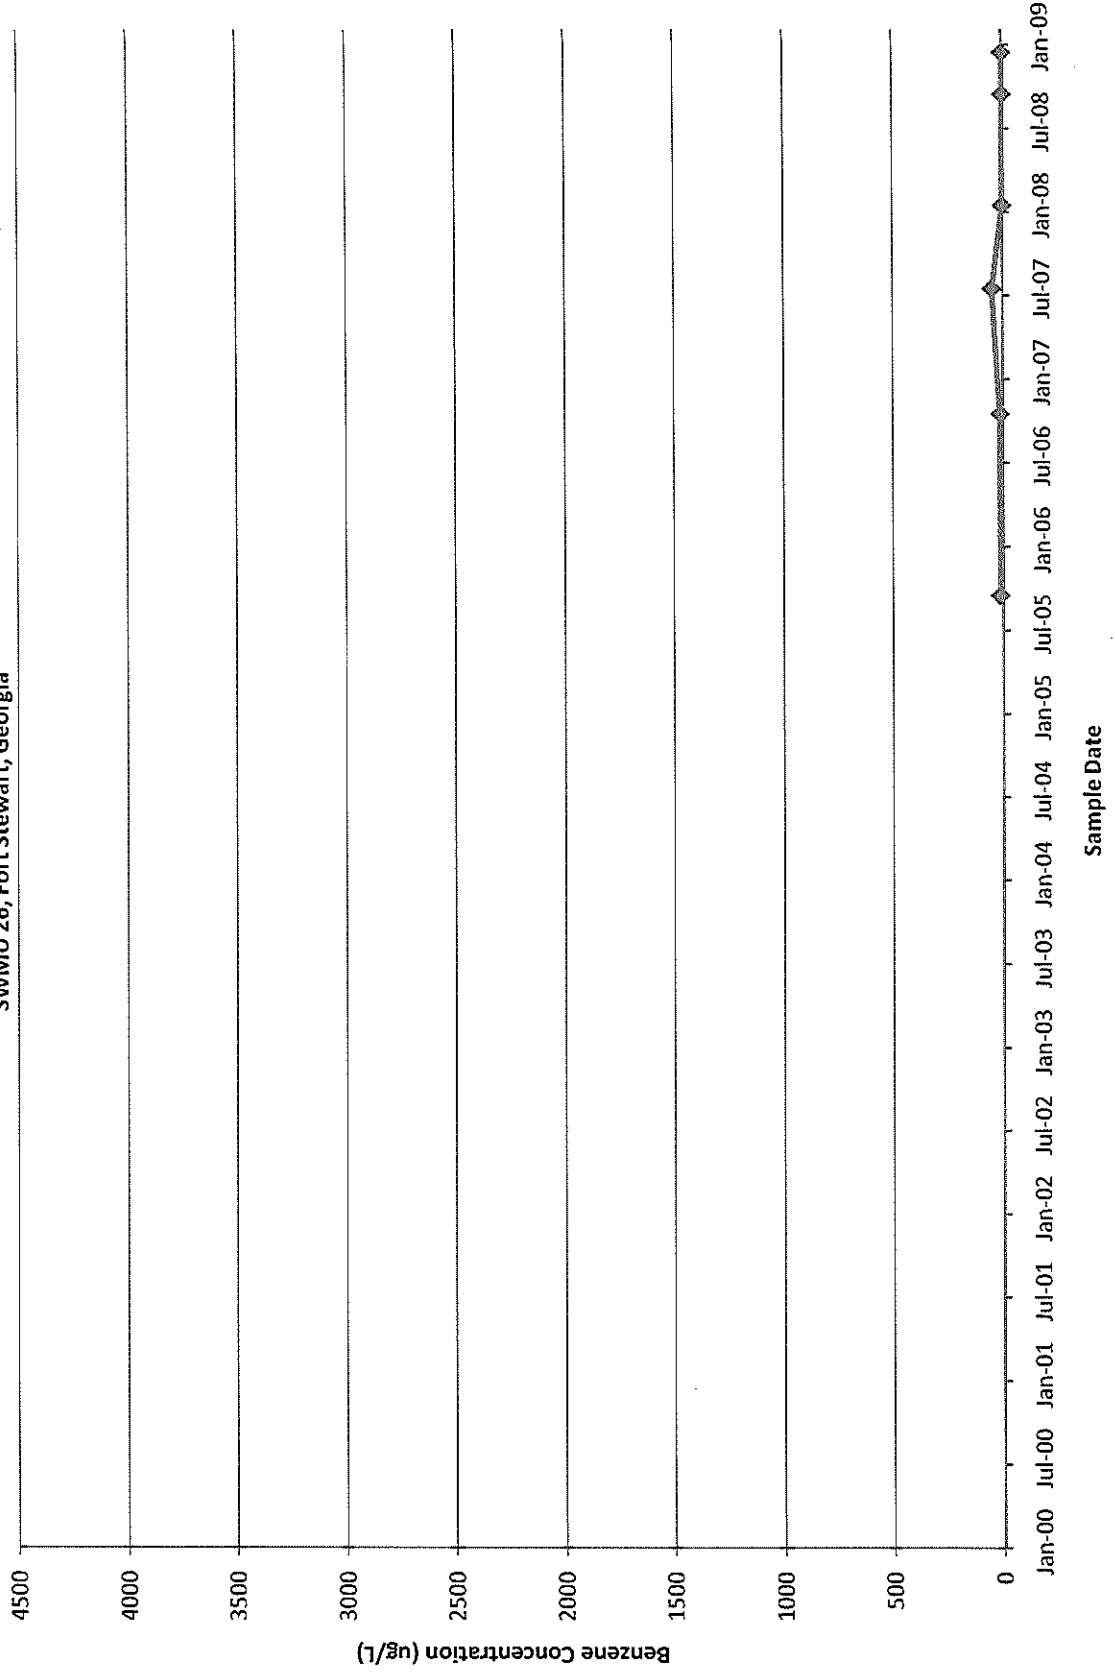 SWMU 26, Fort Stewart, Georgia
4500
4000
3500
3000
2500
2000
1500
1000
500
0
Benzene Concentration (ug/L)
Jan-00 Jul-00 Jan-01 Jul-01 Jan-02 Jul-02 Jan-03 Jul-03 Jan-04 Jul-04 Jan-05 Jul-05 Jan-06 Jul-06 Jan-07 Jul-07 Jan-08 Jul-08 Jan-09
Sample Date